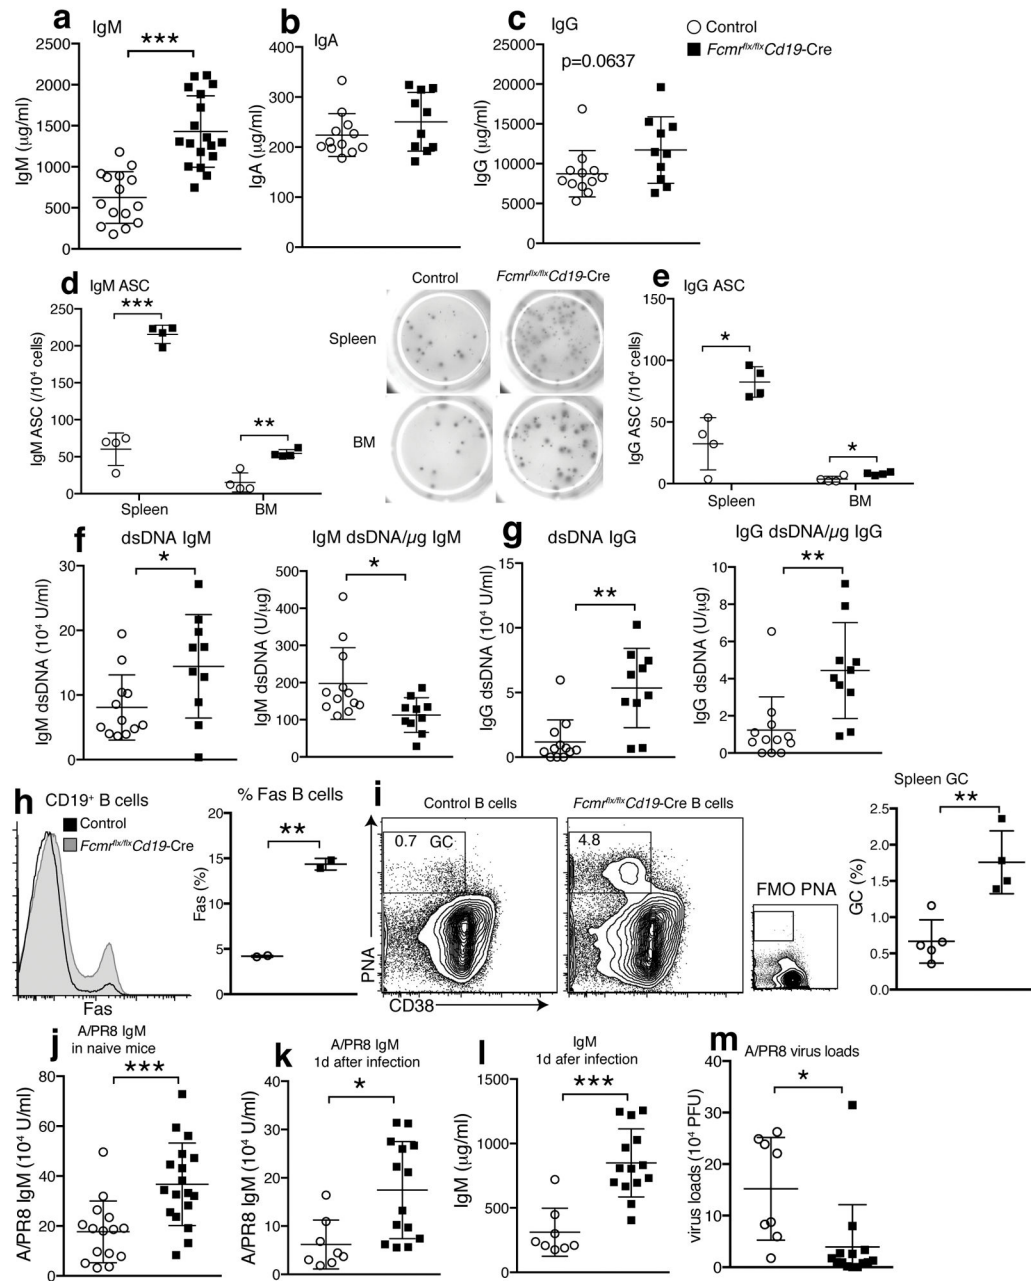 a
IgM
***
2500
2000
1500
1000
500
0
IgM (µg/ml)
b
IgA
400
300
200
100
0
IgA (µg/ml)
c
IgG
p=0.0637
25000
20000
15000
10000
5000
0
IgG (µg/ml)
Control
Fcmrflx/flxCd19-Cre
d
IgM ASC
***
**
250
200
150
100
50
0
IgM ASC (/10⁴ cells)
Spleen
BM
Control
Fcmrflx/flxCd19-Cre
Spleen
BM
e
IgG ASC
*
*
150
100
50
0
IgG ASC (/10⁴ cells)
Spleen
BM
f
dsDNA IgM
*
30
20
10
0
IgM dsDNA (10⁴ U/ml)
IgM dsDNA/µg IgM
*
500
400
300
200
100
0
IgM dsDNA (U/µg)
g
dsDNA IgG
**
15
10
5
0
IgG dsDNA (10⁴ U/ml)
IgG dsDNA/µg IgG
**
10
8
6
4
2
0
IgG dsDNA (U/µg)
h
CD19⁺ B cells
Control
Fcmrflx/flxCd19-Cre
Fas
% Fas B cells
**
20
15
10
5
0
Fas (%)
i
Control B cells
0.7 GC
Fcmrflx/flxCd19-Cre B cells
4.8
PNA
CD38
FMO PNA
Spleen GC
**
2.5
2.0
1.5
1.0
0.5
0.0
GC (%)
j
A/PR8 IgM
in naive mice
***
80
60
40
20
0
A/PR8 IgM (10⁴ U/ml)
k
A/PR8 IgM
1d after infection
*
40
30
20
10
0
A/PR8 IgM (10⁴ U/ml)
l
IgM
1d afer infection
***
1500
1000
500
0
IgM (µg/ml)
m
A/PR8 virus loads
*
40
30
20
10
0
virus loads (10⁴ PFU)